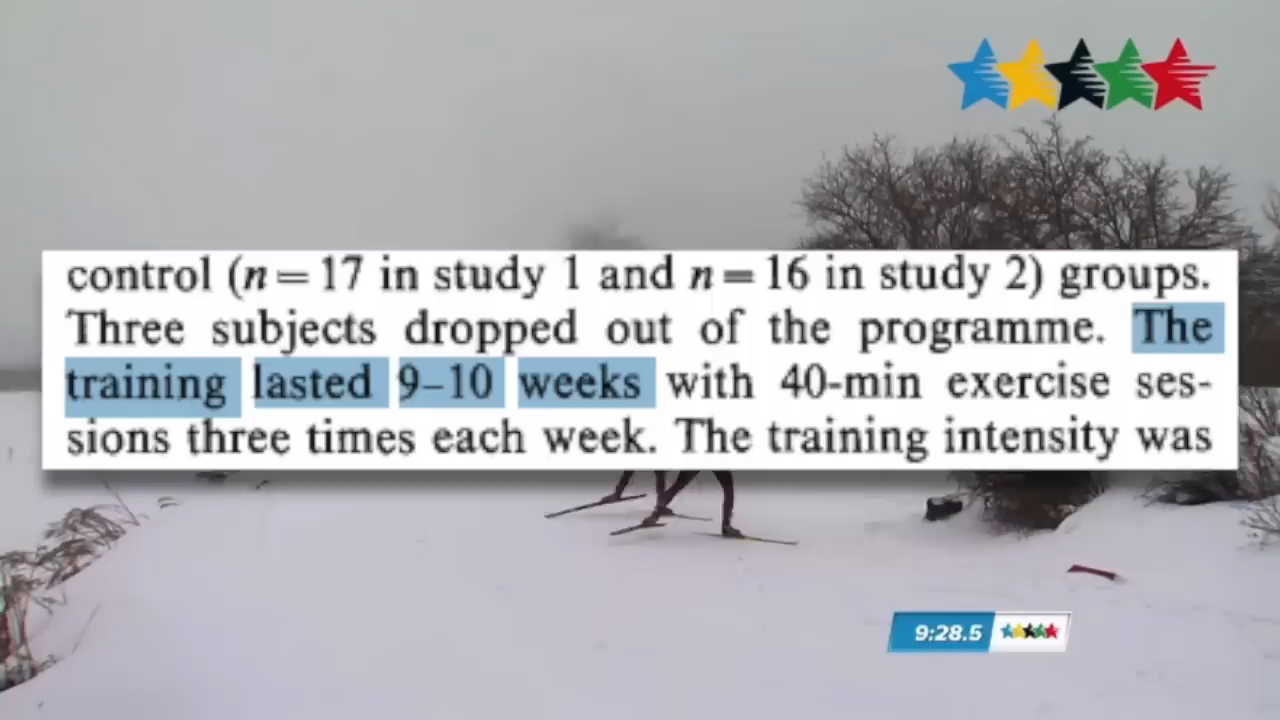 control (n=17 in study 1 and n=16 in study 2) groups.
Three subjects dropped out of the programme. The
training lasted 9–10 weeks with 40-min exercise ses-
sions three times each week. The training intensity was
9:28.5